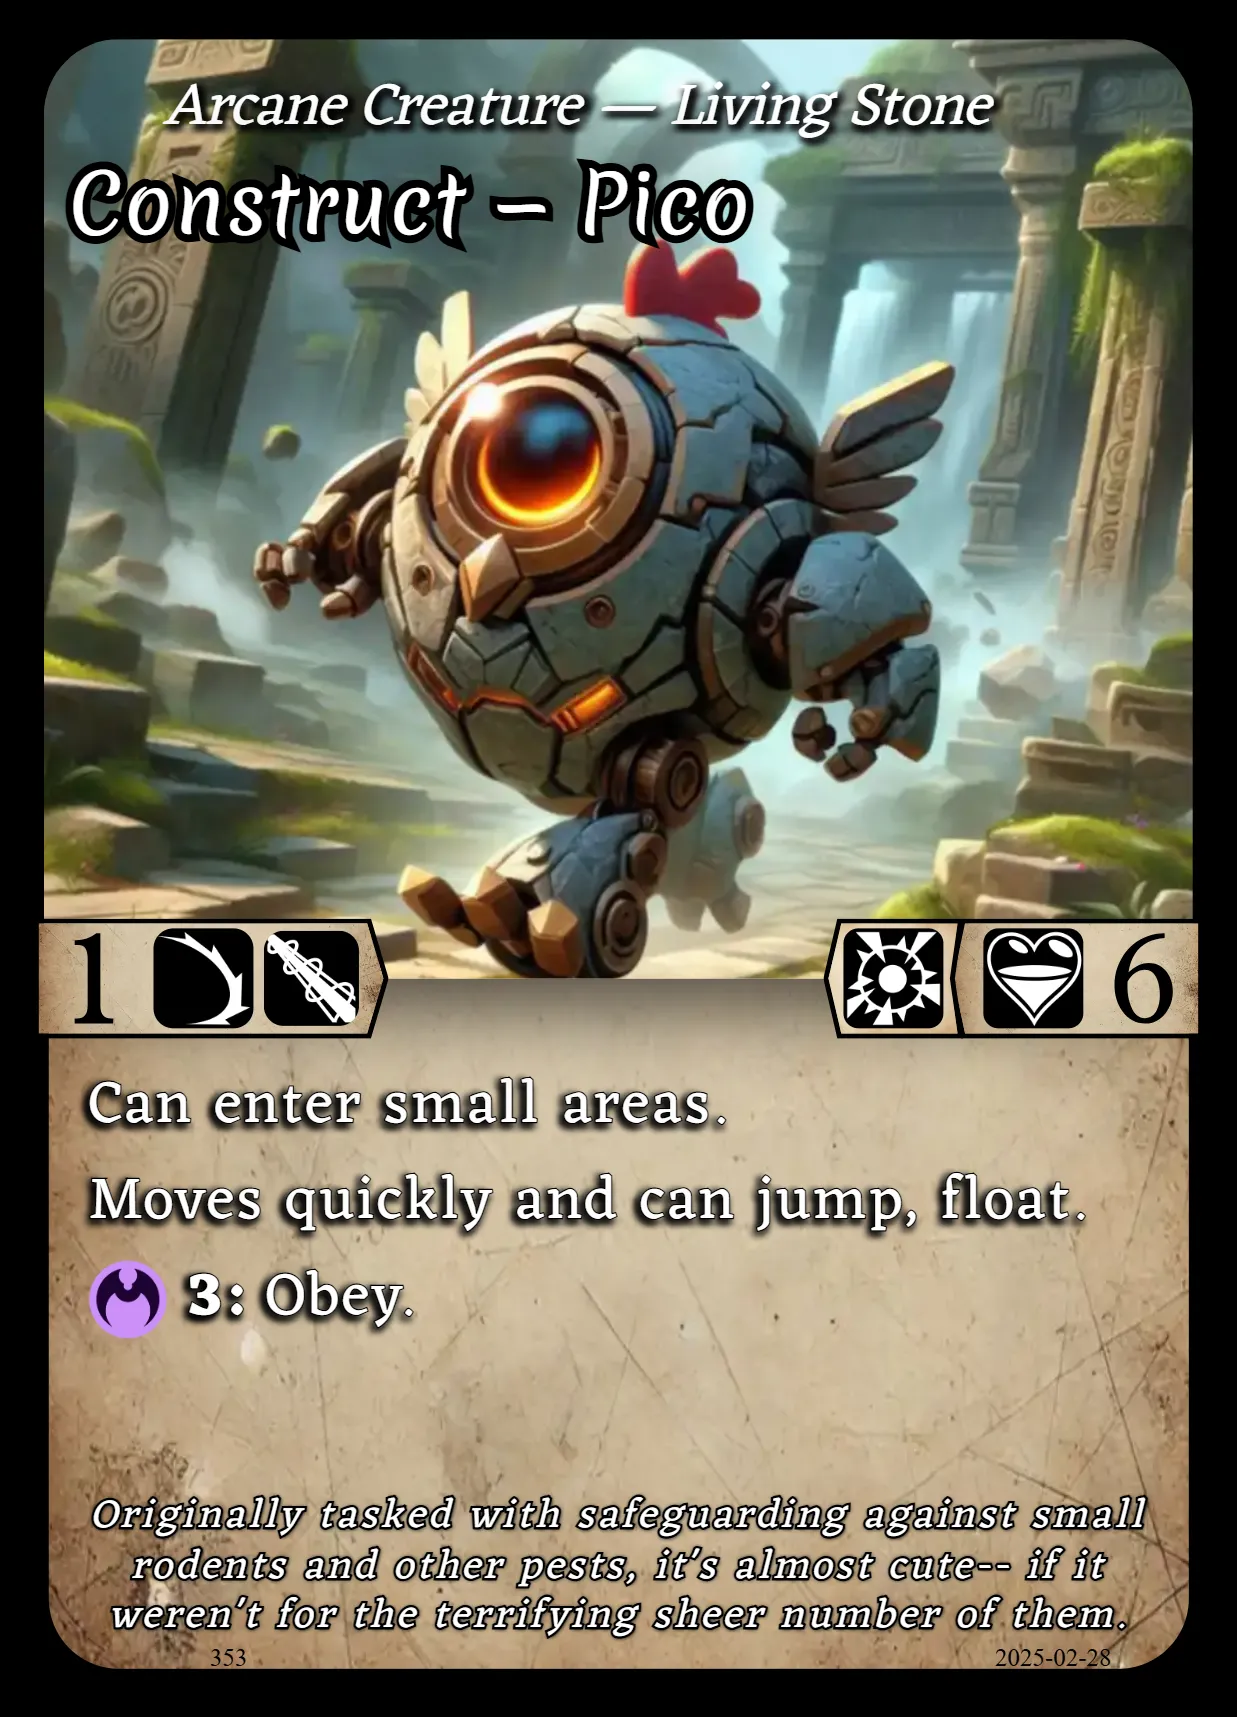 Arcane Creature — Living Stone
Construct – Pico
1
6
Can enter small areas.
Moves quickly and can jump, float.
3: Obey.
Originally tasked with safeguarding against small
rodents and other pests, it's almost cute-- if it
weren't for the terrifying sheer number of them.
353 2025-02-28